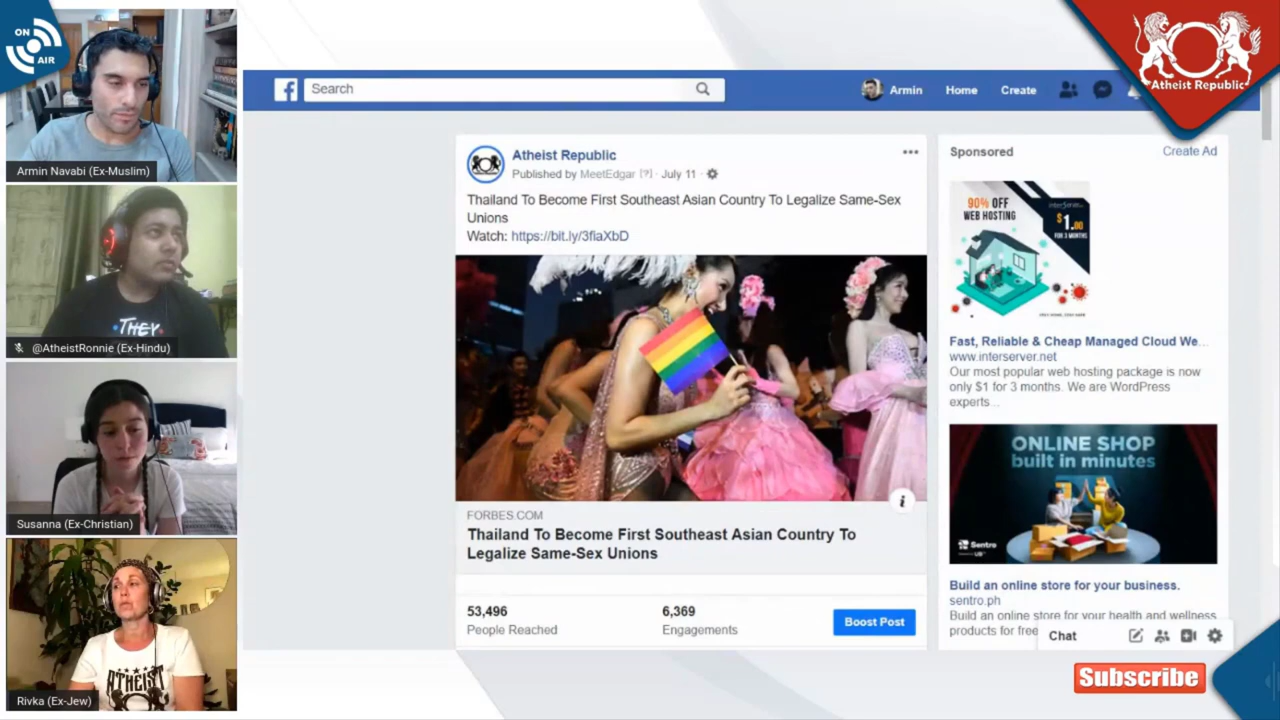 ON
AIR
Armin Navabi (Ex-Muslim)
THEY.
@AtheistRonnie (Ex-Hindu)
Susanna (Ex-Christian)
ATHEIST
Rivka (Ex-Jew)
Search
Armin
Home
Create
Atheist Republic
Atheist Republic
Published by MeetEdgar [?] · July 11 ·
Thailand To Become First Southeast Asian Country To Legalize Same-Sex
Unions
Watch: https://bit.ly/3fiaXbD
FORBES.COM
Thailand To Become First Southeast Asian Country To
Legalize Same-Sex Unions
53,496
People Reached
6,369
Engagements
Boost Post
Sponsored
Create Ad
90% OFF
WEB HOSTING
interServer
$1.00
FOR 3 MONTHS
Fast, Reliable & Cheap Managed Cloud We...
www.interserver.net
Our most popular web hosting package is now
only $1 for 3 months. We are WordPress
experts...
ONLINE SHOP
built in minutes
Sentro
Build an online store for your business.
sentro.ph
Build an online store for your health and wellness
products for free
Chat
Subscribe